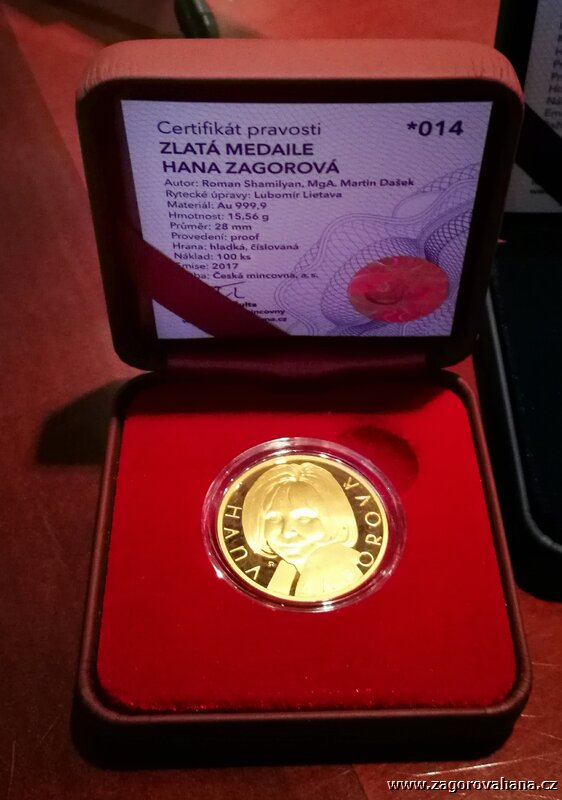 Certifikát pravosti
*014
ZLATÁ MEDAILE
HANA ZAGOROVÁ
Autor: Roman Shamilyan, MgA. Martin Dašek
Rytecké úpravy: Lubomír Lietava
Materiál: Au 999,9
Hmotnost: 15,56 g
Průměr: 28 mm
Provedení: proof
Hrana: hladká, číslovaná
Náklad: 100 ks
Emise: 2017
Česká mincovna, a.s.
HANA ZAGOROVÁ
www.zagorovahana.cz